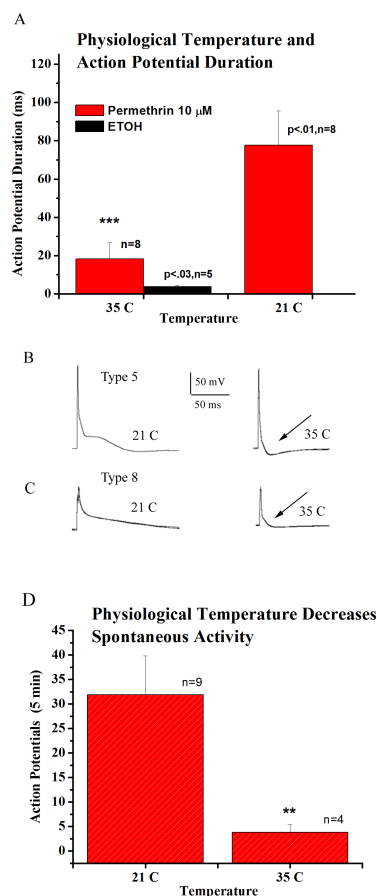 A
Physiological Temperature and
Action Potential Duration
120
100
80
60
40
20
0
Action Potential Duration (ms)
Permethrin 10 μM
ETOH
p<.01,n=8
***
n=8
p<.03,n=5
35 C
21 C
Temperature
B
Type 5
21 C
50 mV
50 ms
35 C
C
Type 8
21 C
35 C
D
Physiological Temperature Decreases
Spontaneous Activity
45
40
35
30
25
20
15
10
5
0
Action Potentials (5 min)
n=9
**
n=4
21 C
35 C
Temperature